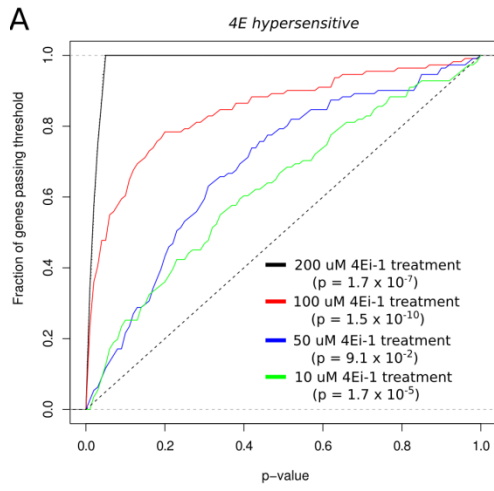 A
4E hypersensitive
Fraction of genes passing threshold
1.0
0.8
0.6
0.4
0.2
0.0
200 uM 4Ei-1 treatment
(p = 1.7 x 10⁻⁷)
100 uM 4Ei-1 treatment
(p = 1.5 x 10⁻¹⁰)
50 uM 4Ei-1 treatment
(p = 9.1 x 10⁻²)
10 uM 4Ei-1 treatment
(p = 1.7 x 10⁻⁵)
0.0 0.2 0.4 0.6 0.8 1.0
p-value